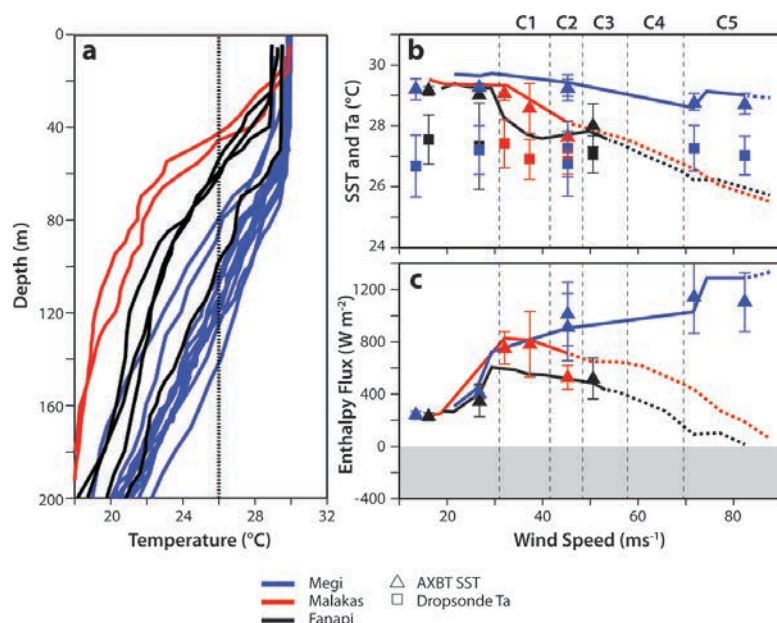 C1 C2 C3 C4 C5
0
40
80
120
160
200
Depth (m)
a
20 24 28 32
Temperature (°C)
b
30
28
26
24
SST and Ta (°C)
c
1200
800
400
0
-400
Enthalpy Flux (W m⁻²)
20 40 60 80
Wind Speed (ms⁻¹)
Megi
Malakas
Fanapi
AXBT SST
Dropsonde Ta